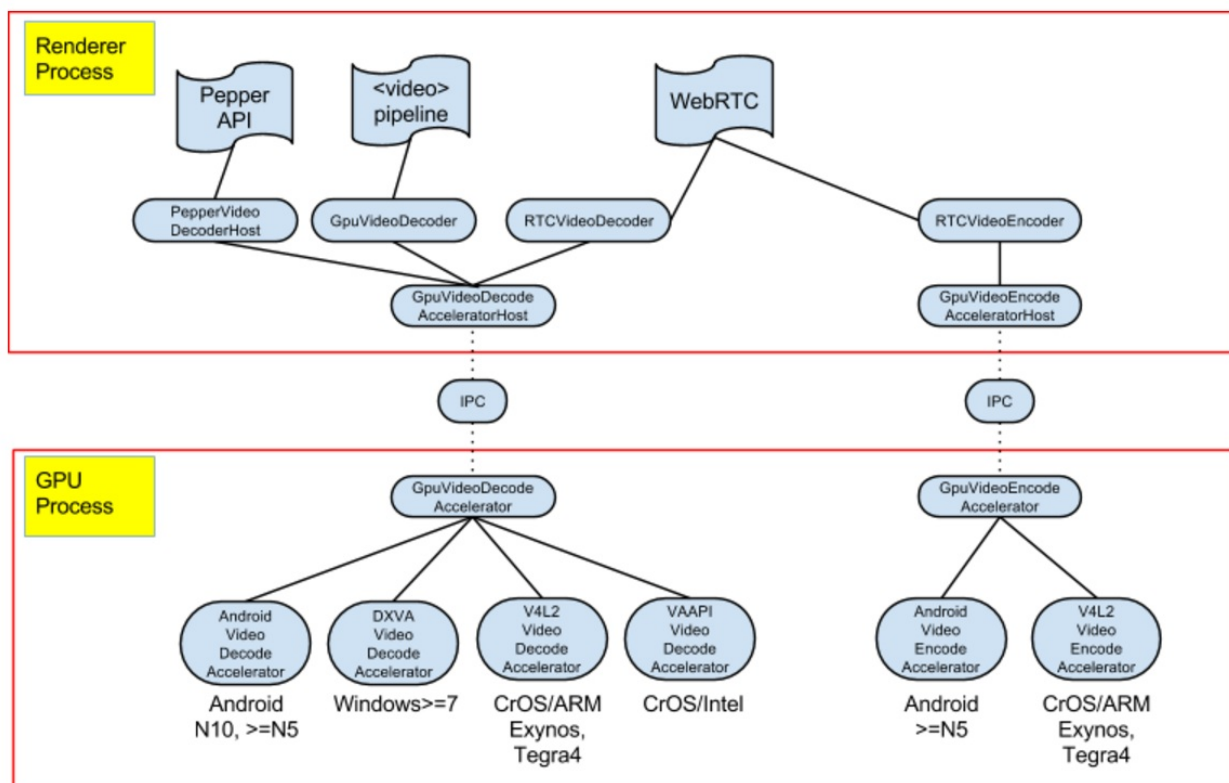 Renderer
Process
Pepper
API
<video>
pipeline
WebRTC
PepperVideo
DecoderHost
GpuVideoDecoder
RTCVideoDecoder
RTCVideoEncoder
GpuVideoDecode
AcceleratorHost
GpuVideoEncode
AcceleratorHost
IPC
IPC
GPU
Process
GpuVideoDecode
Accelerator
GpuVideoEncode
Accelerator
Android
Video
Decode
Accelerator
Android
N10, >=N5
DXVA
Video
Decode
Accelerator
Windows>=7
V4L2
Video
Decode
Accelerator
CrOS/ARM
Exynos,
Tegra4
VAAPI
Video
Decode
Accelerator
CrOS/Intel
Android
Video
Encode
Accelerator
Android
>=N5
V4L2
Video
Encode
Accelerator
CrOS/ARM
Exynos,
Tegra4